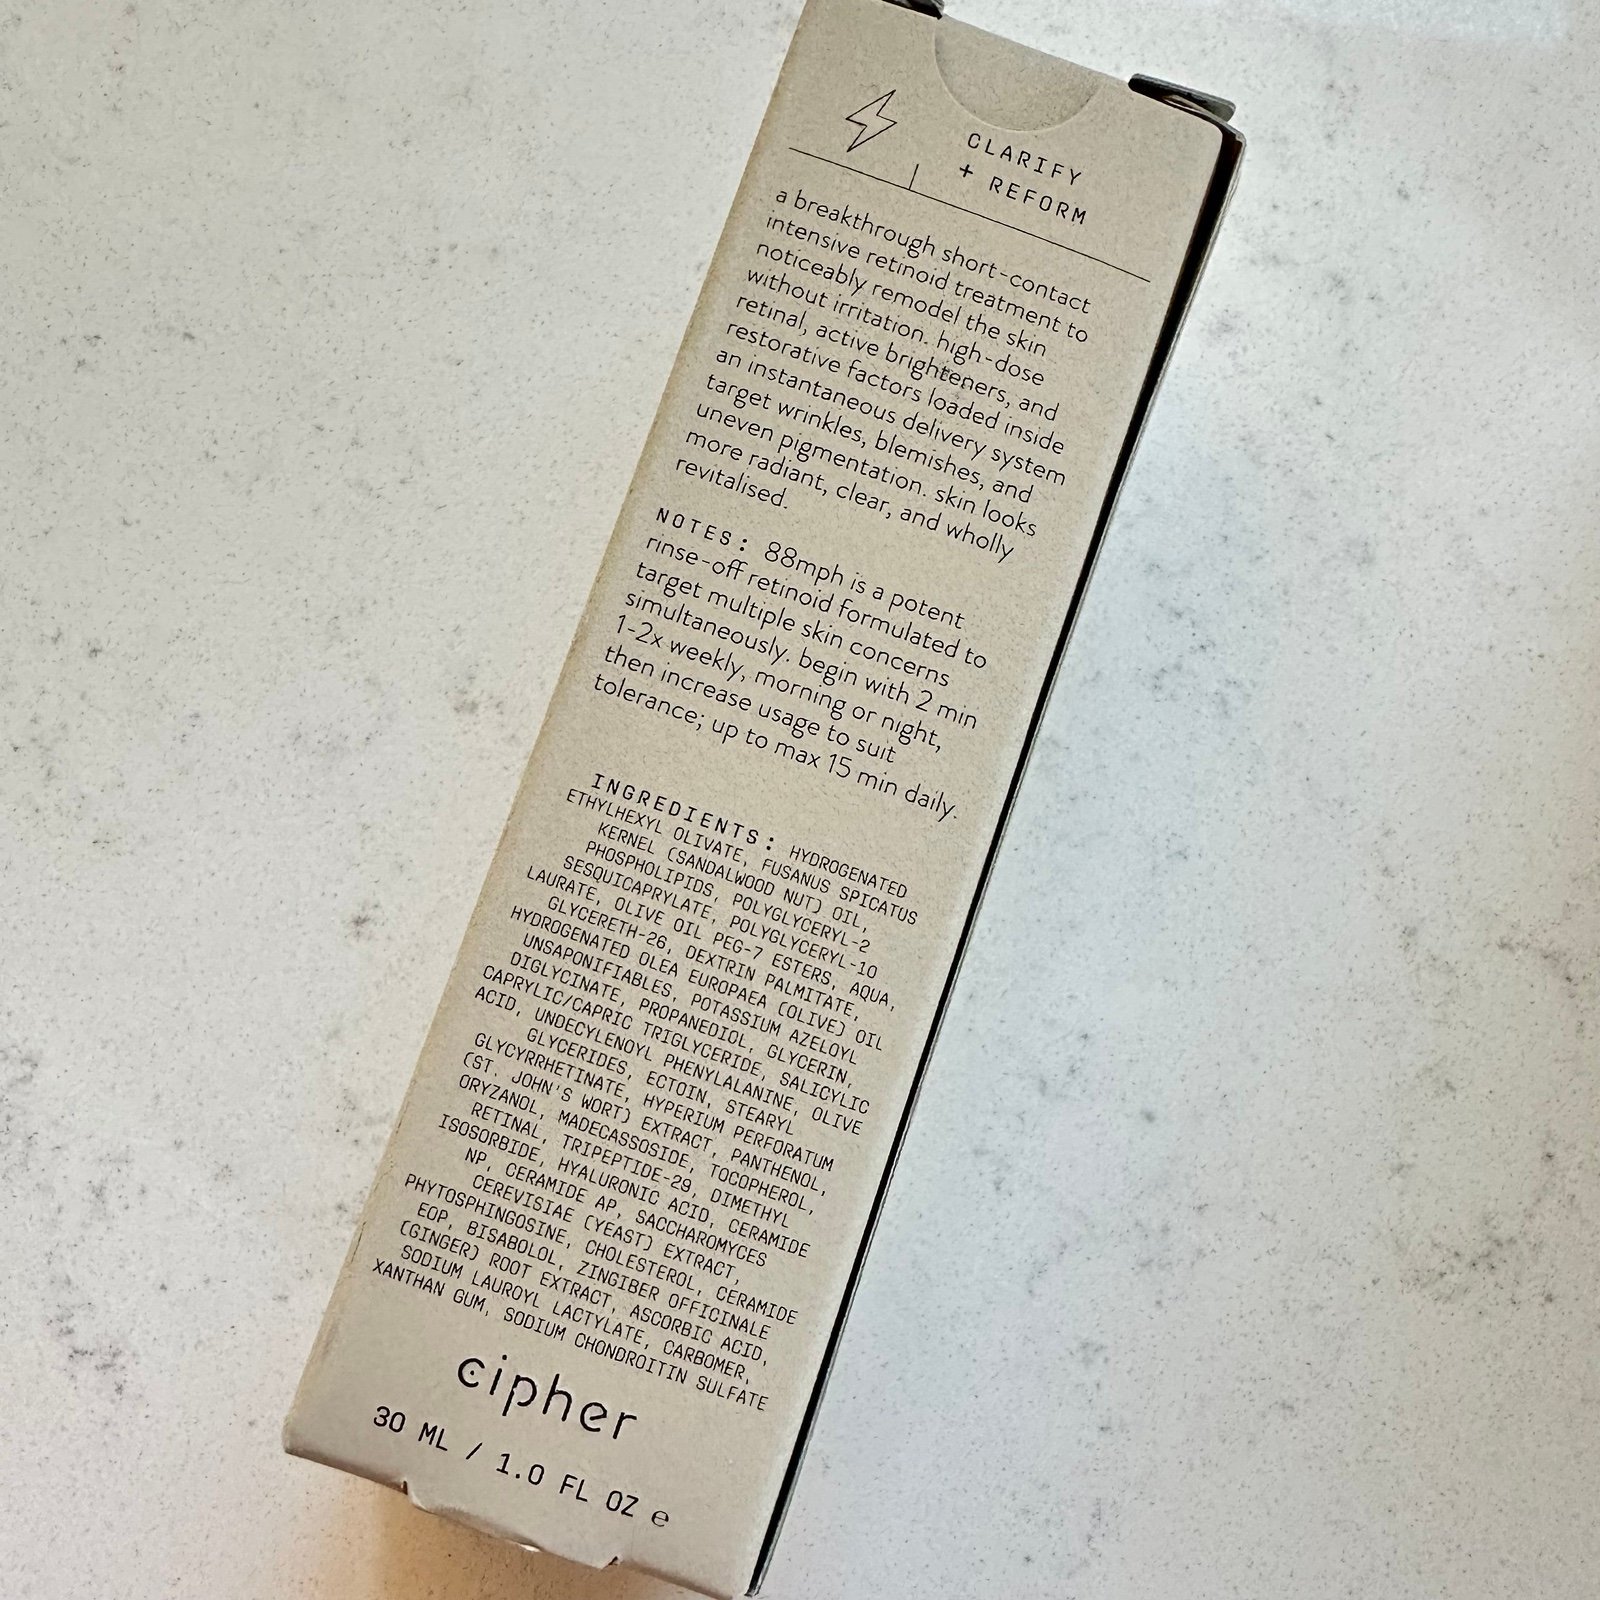 CLARIFY
+ REFORM
a breakthrough short-contact
intensive retinoid treatment to
noticeably remodel the skin
without irritation. high-dose
retinal, active brighteners, and
restorative factors loaded inside
an instantaneous delivery system
target wrinkles, blemishes, and
uneven pigmentation. skin looks
more radiant, clear, and wholly
revitalised.
NOTES: 88mph is a potent
rinse-off retinoid formulated to
target multiple skin concerns
simultaneously. begin with 2 min
1-2x weekly, morning or night,
then increase usage to suit
tolerance; up to max 15 min daily.
INGREDIENTS: HYDROGENATED
ETHYLHEXYL OLIVATE, FUSANUS SPICATUS
KERNEL (SANDALWOOD NUT) OIL,
PHOSPHOLIPIDS, POLYGLYCERYL-2
SESQUICAPRYLATE, POLYGLYCERYL-10
LAURATE, OLIVE OIL PEG-7 ESTERS, AQUA,
GLYCERETH-26, DEXTRIN PALMITATE,
HYDROGENATED OLEA EUROPAEA (OLIVE) OIL
UNSAPONIFIABLES, POTASSIUM AZELOYL
DIGLYCINATE, PROPANEDIOL, GLYCERIN,
CAPRYLIC/CAPRIC TRIGLYCERIDE, SALICYLIC
ACID, UNDECYLENOYL PHENYLALANINE, OLIVE
GLYCERIDES, ECTOIN, STEARYL
GLYCYRRHETINATE, HYPERIUM PERFORATUM
(ST. JOHN'S WORT) EXTRACT, PANTHENOL,
ORYZANOL, MADECASSOSIDE, TOCOPHEROL,
RETINAL, TRIPEPTIDE-29, DIMETHYL
ISOSORBIDE, HYALURONIC ACID, CERAMIDE
NP, CERAMIDE AP, SACCHAROMYCES
CEREVISIAE (YEAST) EXTRACT,
PHYTOSPHINGOSINE, CHOLESTEROL, CERAMIDE
EOP, BISABOLOL, ZINGIBER OFFICINALE
(GINGER) ROOT EXTRACT, ASCORBIC ACID,
SODIUM LAUROYL LACTYLATE, CARBOMER,
XANTHAN GUM, SODIUM CHONDROITIN SULFATE
cipher
30 ML / 1.0 FL OZ ℮